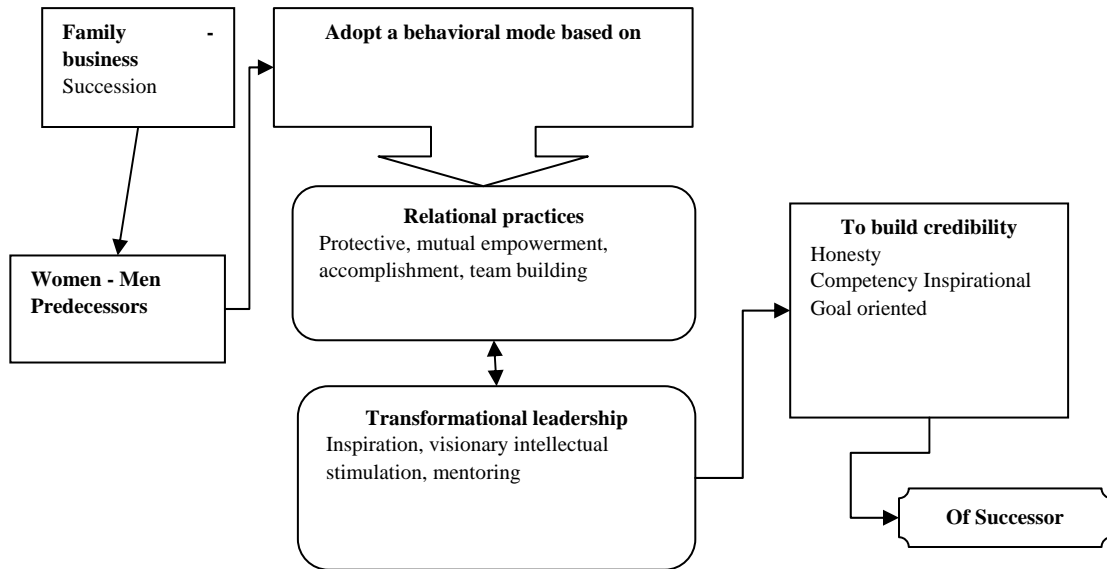 Family -
business
Succession
Women - Men
Predecessors
Adopt a behavioral mode based on
Relational practices
Protective, mutual empowerment,
accomplishment, team building
Transformational leadership
Inspiration, visionary intellectual
stimulation, mentoring
To build credibility
Honesty
Competency Inspirational
Goal oriented
Of Successor